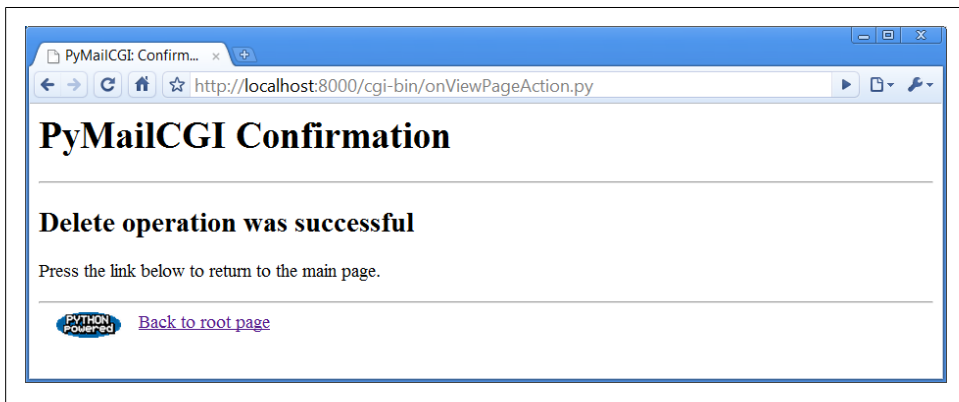 PyMailCGI: Confirm...
http://localhost:8000/cgi-bin/onViewPageAction.py
PyMailCGI Confirmation
Delete operation was successful
Press the link below to return to the main page.
PYTHON
Powered
Back to root page